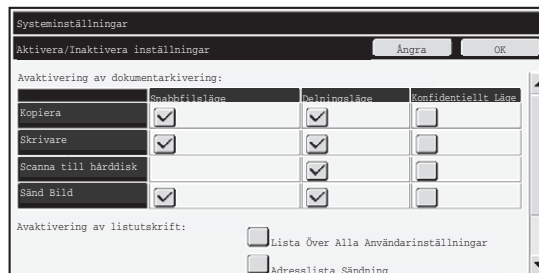 Systeminställningar
Aktivera/Inaktivera inställningar Ångra OK
Avaktivering av dokumentarkivering:
Snabbfilsläge Delningsläge Konfidentiellt Läge
Kopiera
Skrivare
Scanna till hårddisk
Sänd Bild
Avaktivering av listutskrift:
Lista Över Alla Användarinställningar
Adresslista Sändning